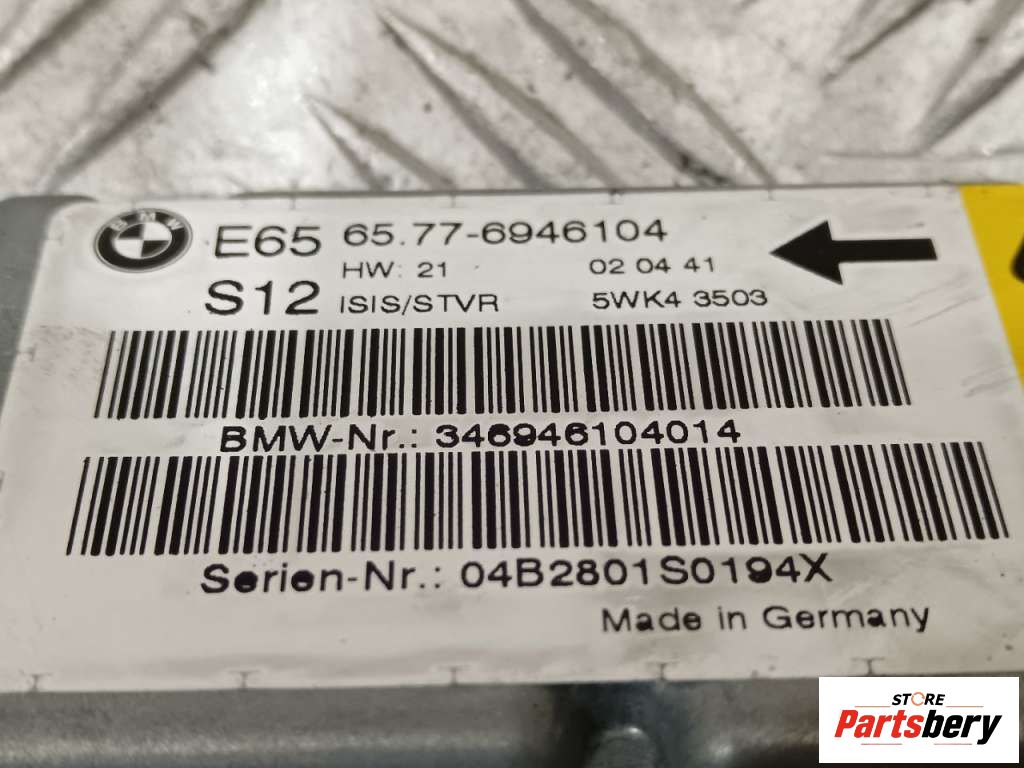 BMW
E65 65.77-6946104
HW: 21 02 04 41
S12 ISIS/STVR 5WK4 3503
BMW-Nr.: 346946104014
Serien-Nr.: 04B2801S0194X
Made in Germany
STORE
Partsbery